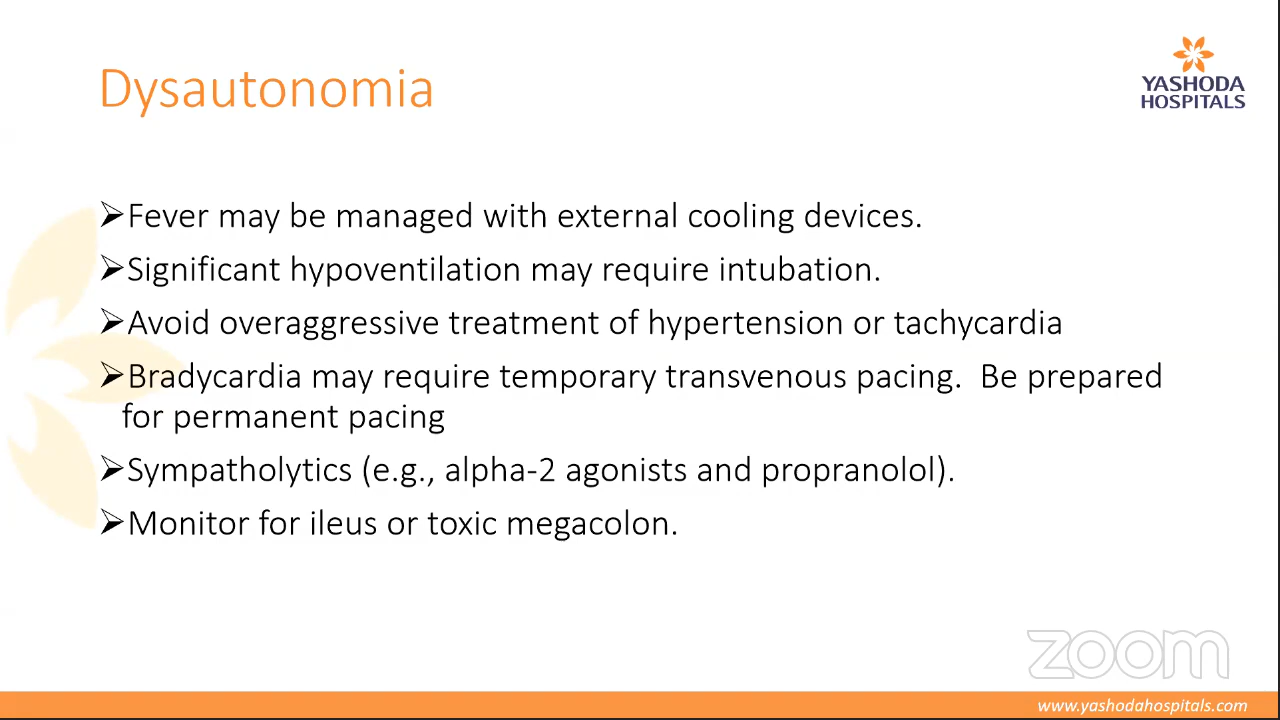 Dysautonomia
YASHODA
HOSPITALS
➢Fever may be managed with external cooling devices.
➢Significant hypoventilation may require intubation.
➢Avoid overaggressive treatment of hypertension or tachycardia
➢Bradycardia may require temporary transvenous pacing.  Be prepared
for permanent pacing
➢Sympatholytics (e.g., alpha-2 agonists and propranolol).
➢Monitor for ileus or toxic megacolon.
zoom
www.yashodahospitals.com